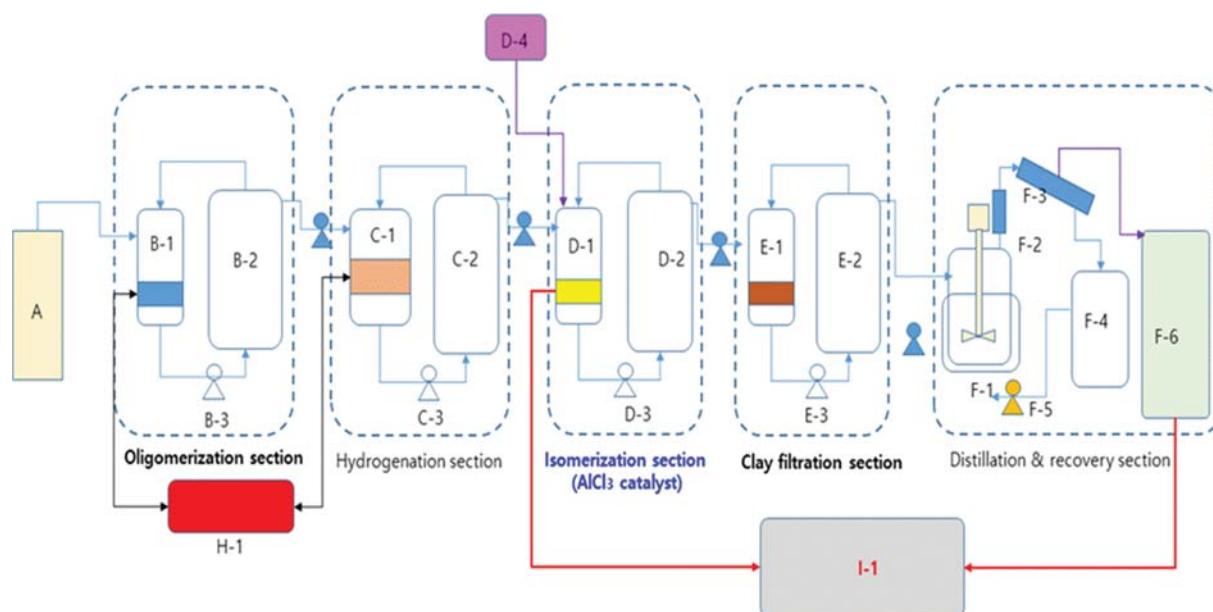 D-4
A
B-1
B-2
B-3
C-1
C-2
C-3
D-1
D-2
D-3
E-1
E-2
E-3
F-1
F-2
F-3
F-4
F-5
F-6
Oligomerization section
Hydrogenation section
Isomerization section
(AlCl₃ catalyst)
Clay filtration section
Distillation & recovery section
H-1
I-1